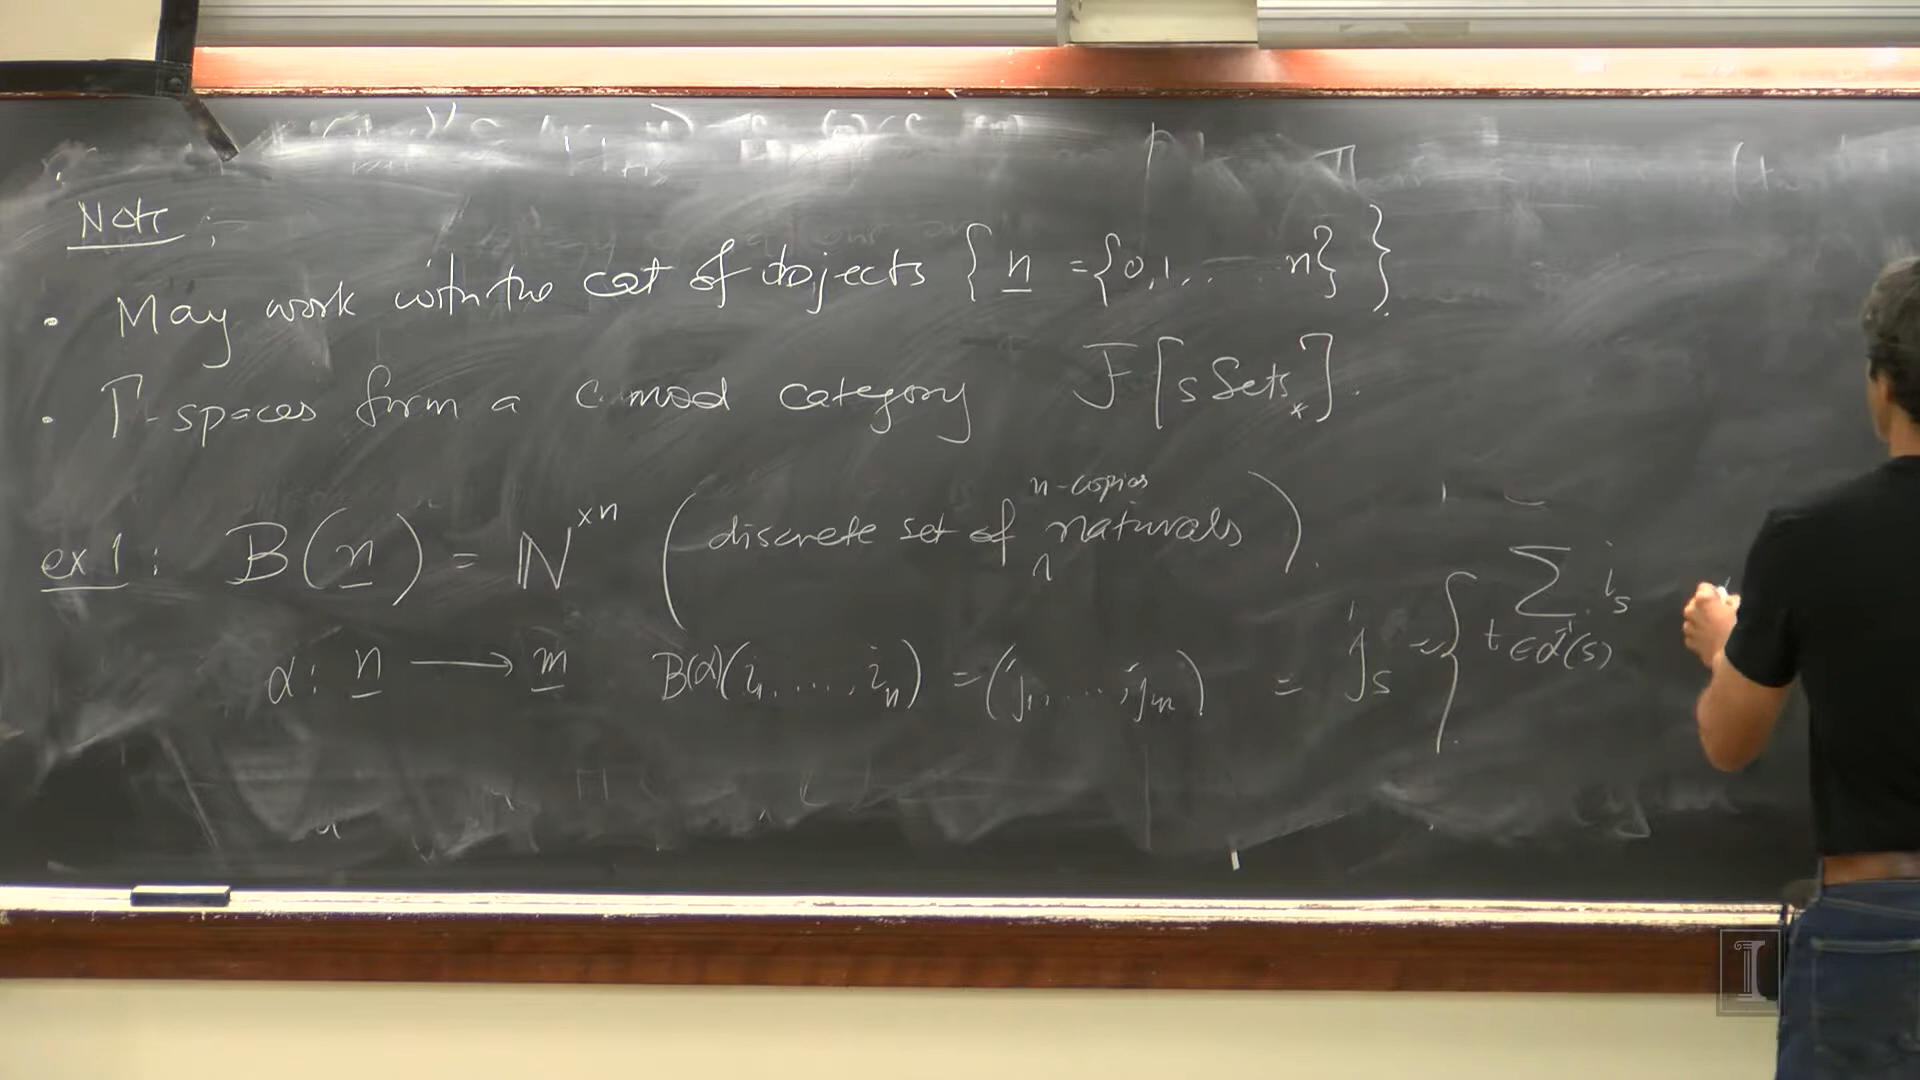 Note:
• May work with the cat of objects { n = {0, 1, ... n} }.
• Γ-spaces form a c. mod category F[sSets*].
ex 1: B(n) = ℕ^{×n} (discrete set of n-copies naturals).
α: n → m B(α)(i₁, ...., iₙ) = (j₁, ..., jₘ) = jₛ = { ∑_{t ∈ α⁻¹(s)} iₛ